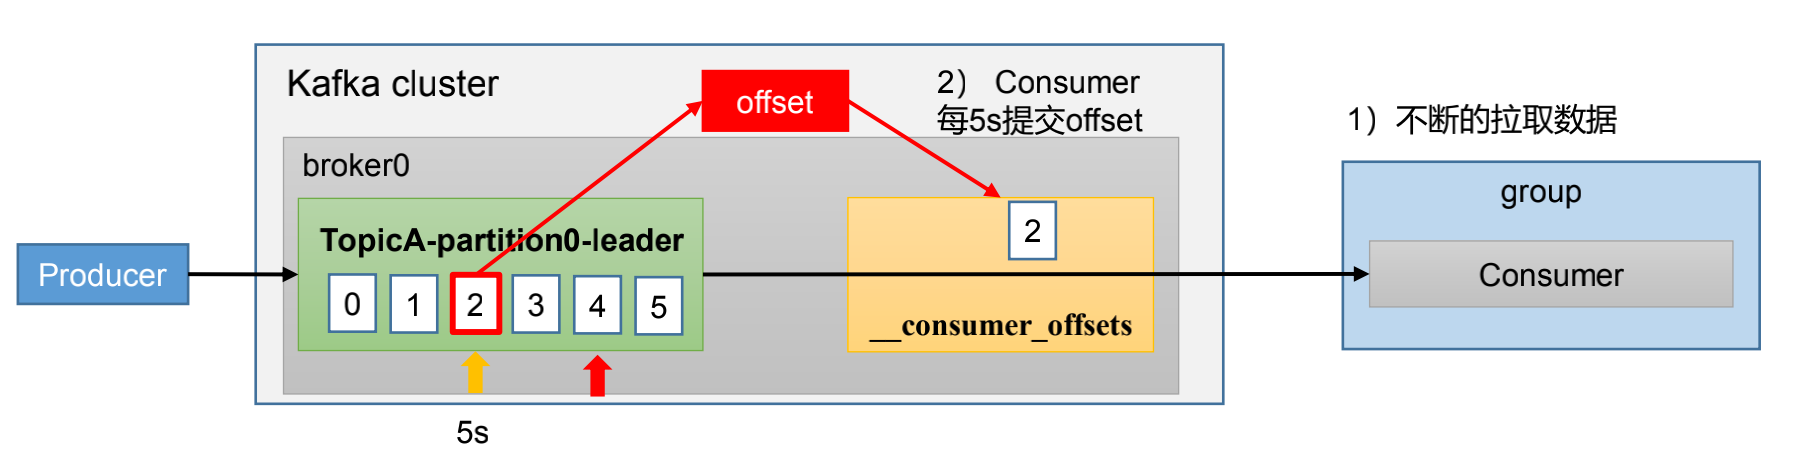 Kafka cluster
offset
2） Consumer
每5s提交offset
1）不断的拉取数据
broker0
group
TopicA-partition0-leader
2
Producer
Consumer
0 1 2 3 4 5
__consumer_offsets
5s